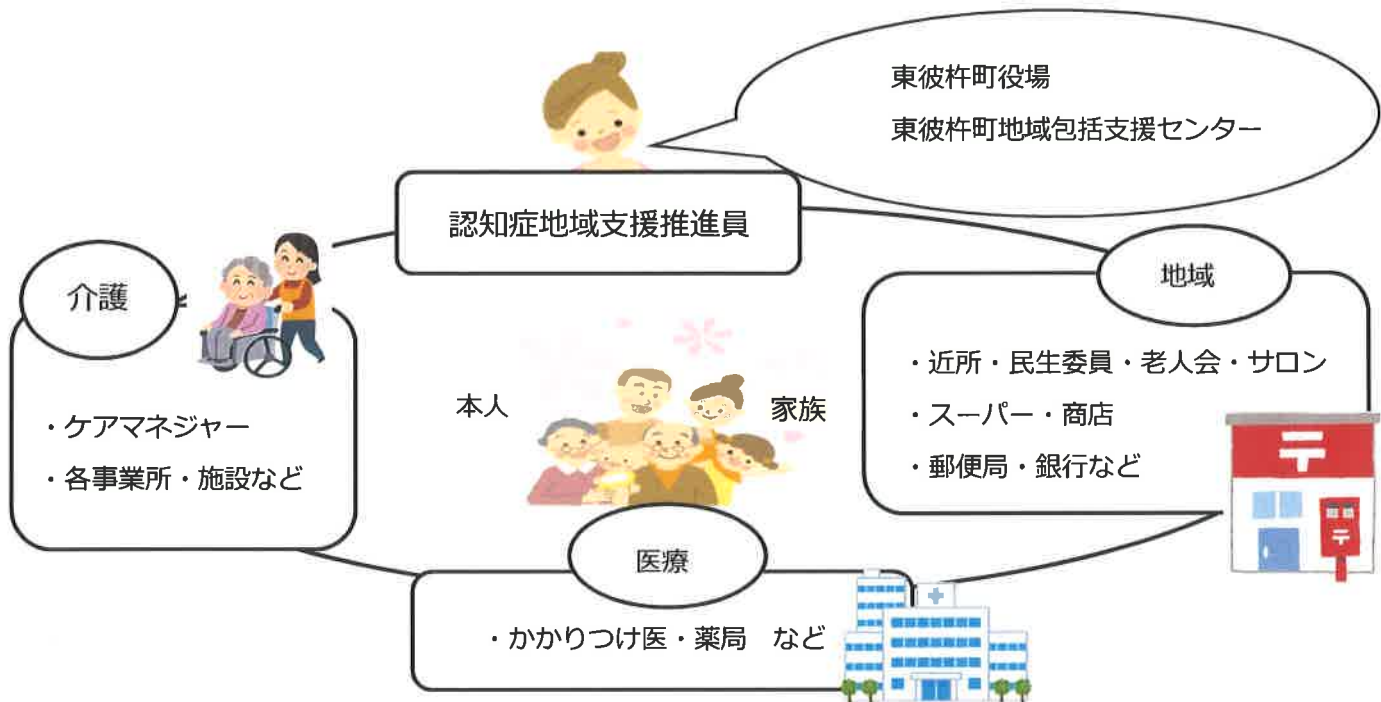 東彼杵町役場
東彼杵町地域包括支援センター
認知症地域支援推進員
介護
・ケアマネジャー
・各事業所・施設など
地域
・近所・民生委員・老人会・サロン
・スーパー・商店
・郵便局・銀行など
本人
家族
医療
・かかりつけ医・薬局　など
〒
〒